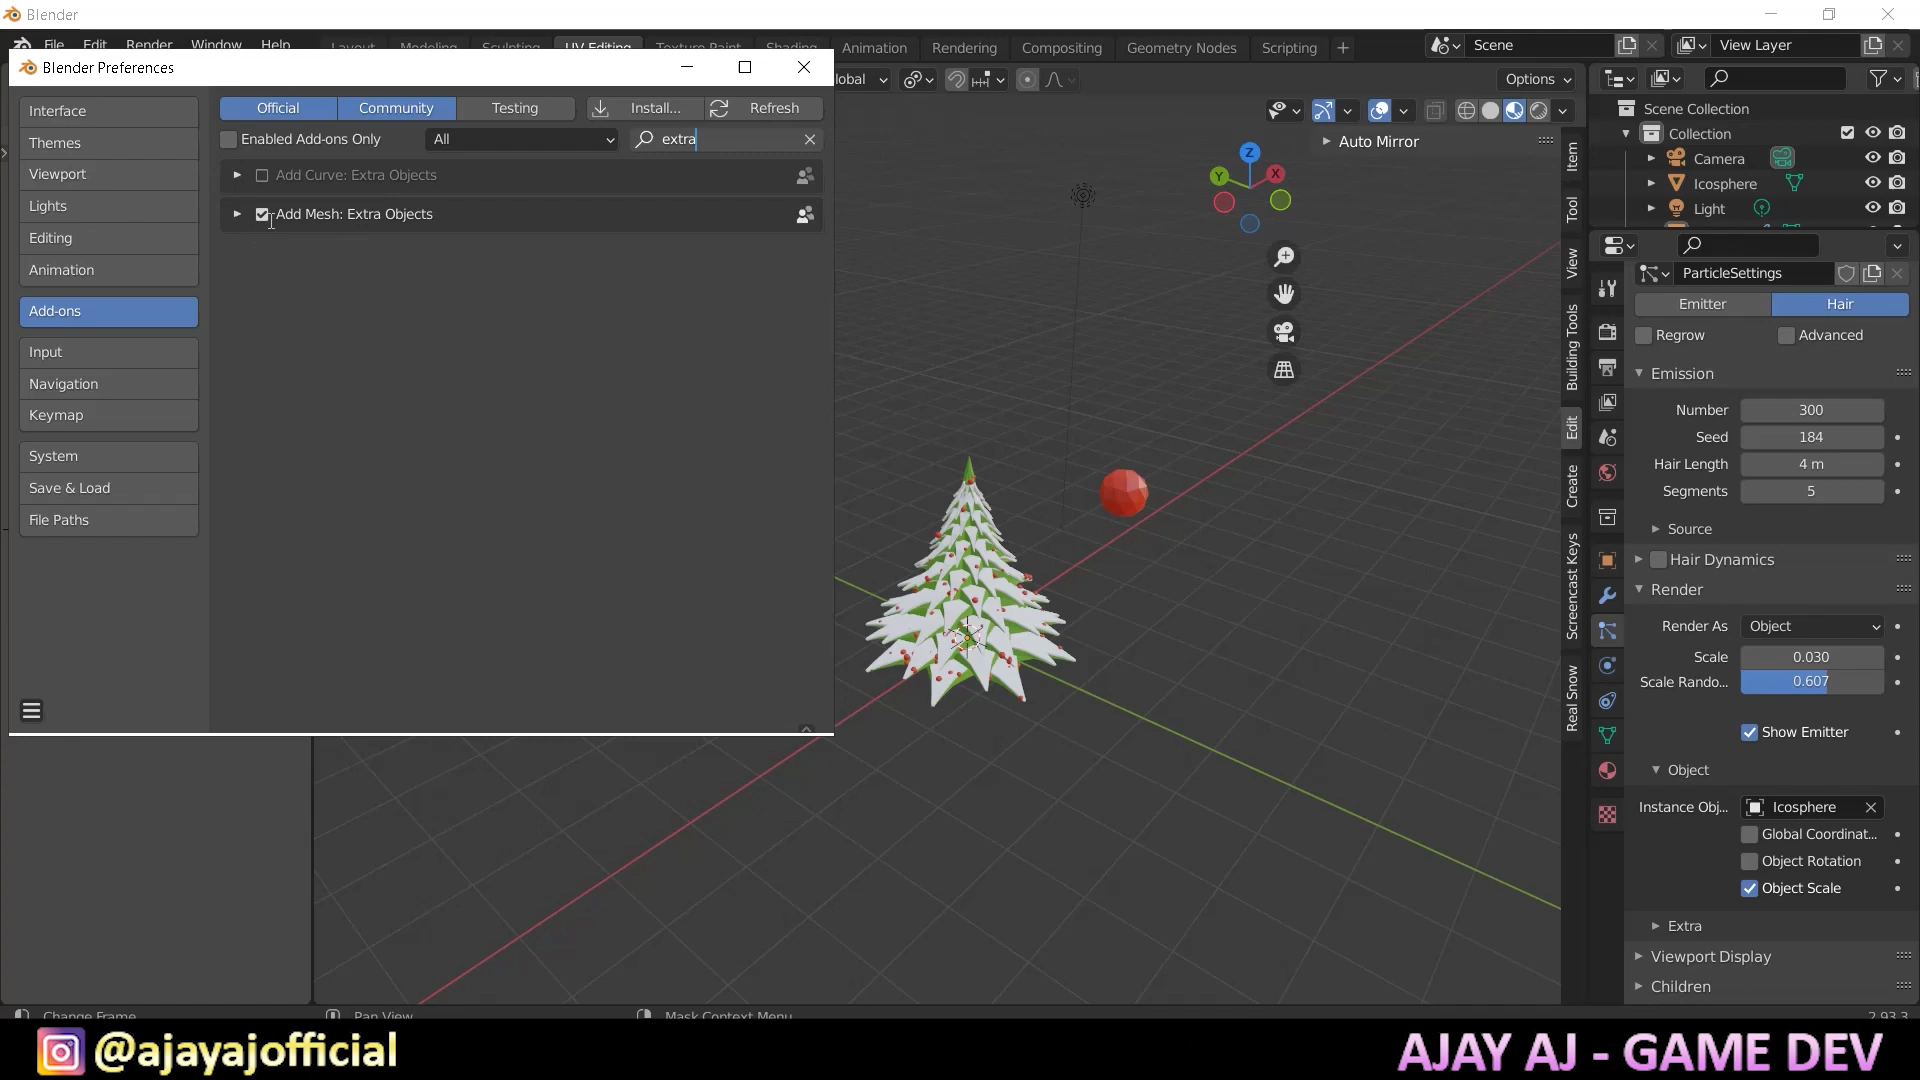 Blender
File Edit Render Window Help Layout Modeling Sculpting UV Editing Texture Paint Shading Animation Rendering Compositing Geometry Nodes Scripting + Scene View Layer
Blender Preferences
lobal Options
Interface
Themes
Viewport
Lights
Editing
Animation
Add-ons
Input
Navigation
Keymap
System
Save & Load
File Paths
Official Community Testing Install... Refresh
Enabled Add-ons Only All extra
Add Curve: Extra Objects
Add Mesh: Extra Objects
Auto Mirror
Z
Y
X
Item
Tool
View
Building Tools
Edit
Create
Screencast Keys
Real Snow
Scene Collection
Collection
Camera
Icosphere
Light
ParticleSettings
Emitter Hair
Regrow Advanced
Emission
Number 300
Seed 184
Hair Length 4 m
Segments 5
Source
Hair Dynamics
Render
Render As Object
Scale 0.030
Scale Rando... 0.607
Show Emitter
Object
Instance Obj... Icosphere
Global Coordinat...
Object Rotation
Object Scale
Extra
Viewport Display
Children
Change Frame Pan View Mask Context Menu 2.93.3
@ajayajofficial
AJAY AJ - GAME DEV